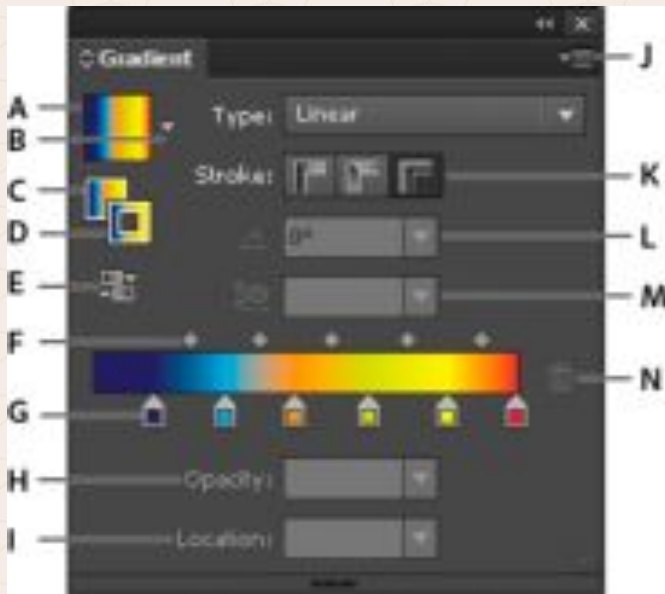 Gradient
J
A
Type: Linear
B
Stroke:
K
C
D
0°
L
E
M
F
N
G
H
Opacity:
I
Location: